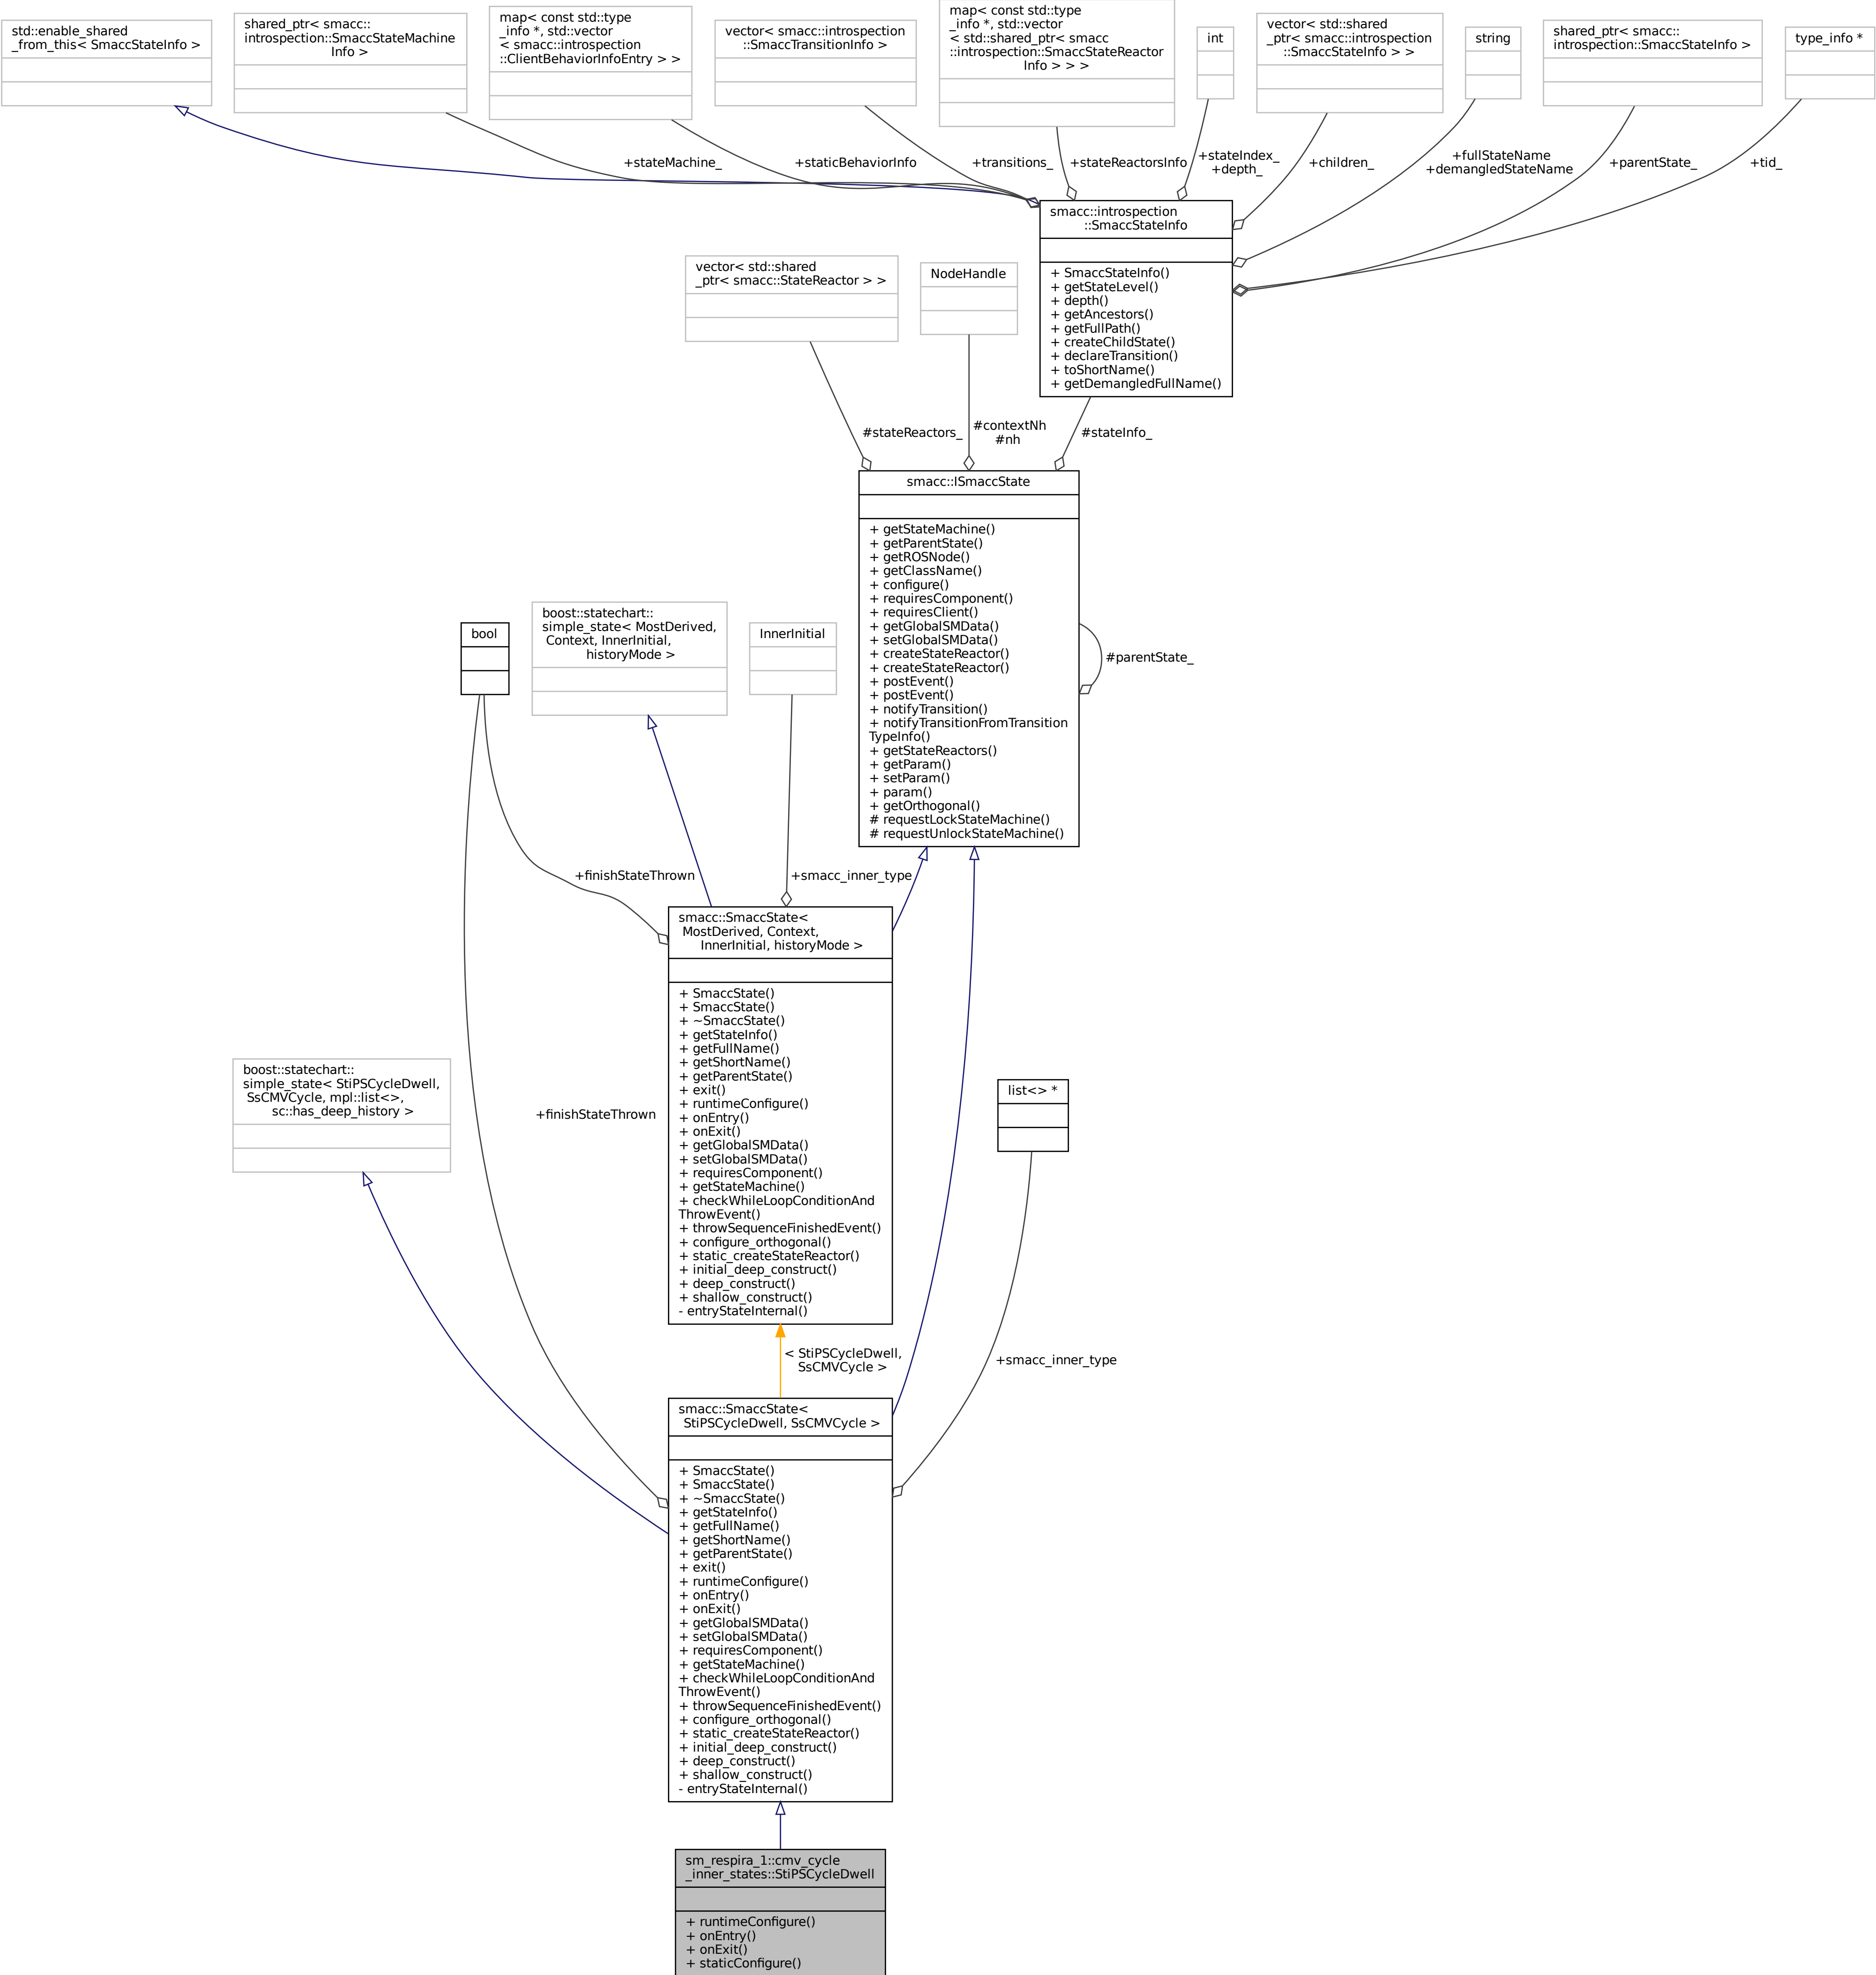 std::enable_shared
_from_this< SmaccStateInfo >
shared_ptr< smacc::
introspection::SmaccStateMachine
Info >
map< const std::type
_info *, std::vector
< smacc::introspection
::ClientBehaviorInfoEntry > >
vector< smacc::introspection
::SmaccTransitionInfo >
map< const std::type
_info *, std::vector
< std::shared_ptr< smacc
::introspection::SmaccStateReactor
Info > > >
int
vector< std::shared
_ptr< smacc::introspection
::SmaccStateInfo > >
string
shared_ptr< smacc::
introspection::SmaccStateInfo >
type_info *
+stateMachine_
+staticBehaviorInfo
+transitions_
+stateReactorsInfo
+stateIndex_
+depth_
+children_
+fullStateName
+demangledStateName
+parentState_
+tid_
smacc::introspection
::SmaccStateInfo
+ SmaccStateInfo()
+ getStateLevel()
+ depth()
+ getAncestors()
+ getFullPath()
+ createChildState()
+ declareTransition()
+ toShortName()
+ getDemangledFullName()
vector< std::shared
_ptr< smacc::StateReactor > >
NodeHandle
#stateReactors_
#contextNh
#nh
#stateInfo_
smacc::ISmaccState
+ getStateMachine()
+ getParentState()
+ getROSNode()
+ getClassName()
+ configure()
+ requiresComponent()
+ requiresClient()
+ getGlobalSMData()
+ setGlobalSMData()
+ createStateReactor()
+ createStateReactor()
+ postEvent()
+ postEvent()
+ notifyTransition()
+ notifyTransitionFromTransition
TypeInfo()
+ getStateReactors()
+ getParam()
+ setParam()
+ param()
+ getOrthogonal()
# requestLockStateMachine()
# requestUnlockStateMachine()
#parentState_
bool
boost::statechart::
simple_state< MostDerived,
Context, InnerInitial,
historyMode >
InnerInitial
+finishStateThrown
+smacc_inner_type
smacc::SmaccState<
MostDerived, Context,
InnerInitial, historyMode >
+ SmaccState()
+ SmaccState()
+ ~SmaccState()
+ getStateInfo()
+ getFullName()
+ getShortName()
+ getParentState()
+ exit()
+ runtimeConfigure()
+ onEntry()
+ onExit()
+ getGlobalSMData()
+ setGlobalSMData()
+ requiresComponent()
+ getStateMachine()
+ checkWhileLoopConditionAnd
ThrowEvent()
+ throwSequenceFinishedEvent()
+ configure_orthogonal()
+ static_createStateReactor()
+ initial_deep_construct()
+ deep_construct()
+ shallow_construct()
- entryStateInternal()
boost::statechart::
simple_state< StiPSCycleDwell,
SsCMVCycle, mpl::list<>,
sc::has_deep_history >
+finishStateThrown
list<> *
< StiPSCycleDwell,
SsCMVCycle >
+smacc_inner_type
smacc::SmaccState<
StiPSCycleDwell, SsCMVCycle >
+ SmaccState()
+ SmaccState()
+ ~SmaccState()
+ getStateInfo()
+ getFullName()
+ getShortName()
+ getParentState()
+ exit()
+ runtimeConfigure()
+ onEntry()
+ onExit()
+ getGlobalSMData()
+ setGlobalSMData()
+ requiresComponent()
+ getStateMachine()
+ checkWhileLoopConditionAnd
ThrowEvent()
+ throwSequenceFinishedEvent()
+ configure_orthogonal()
+ static_createStateReactor()
+ initial_deep_construct()
+ deep_construct()
+ shallow_construct()
- entryStateInternal()
sm_respira_1::cmv_cycle
_inner_states::StiPSCycleDwell
+ runtimeConfigure()
+ onEntry()
+ onExit()
+ staticConfigure()